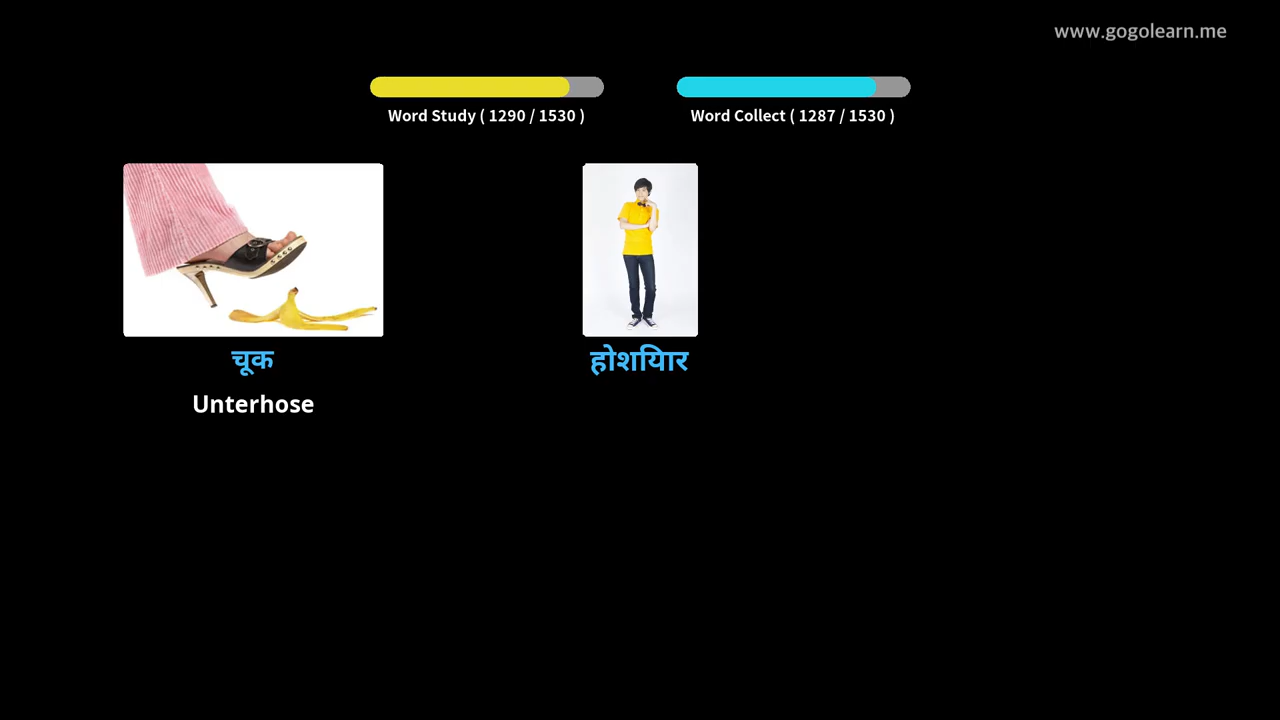 www.gogolearn.me
Word Study ( 1290 / 1530 )
Word Collect ( 1287 / 1530 )
चूक
होशियार
Unterhose